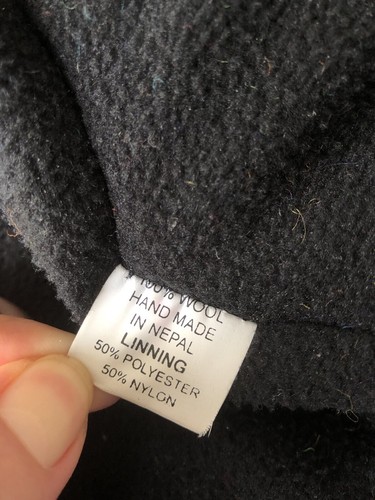 100% WOOL
HAND MADE
IN NEPAL
LINNING
50% POLYESTER
50% NYLON